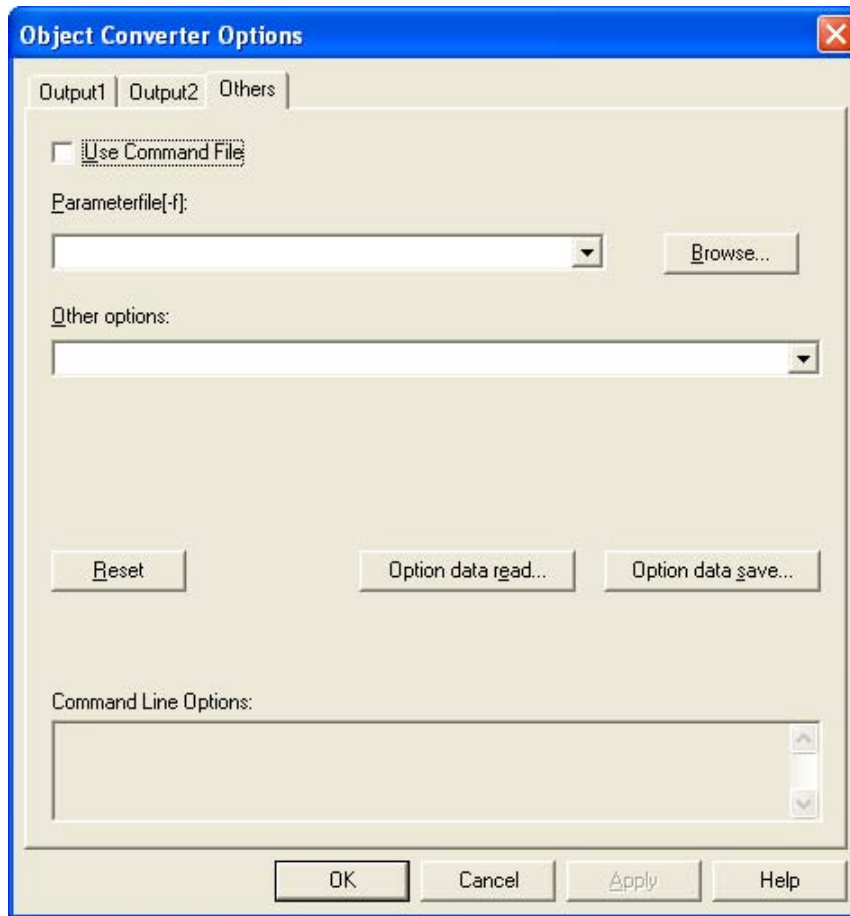 Object Converter Options
Output1 Output2 Others
Use Command File
Parameterfile[-f]:
Browse...
Other options:
Reset Option data read... Option data save...
Command Line Options:
OK Cancel Apply Help